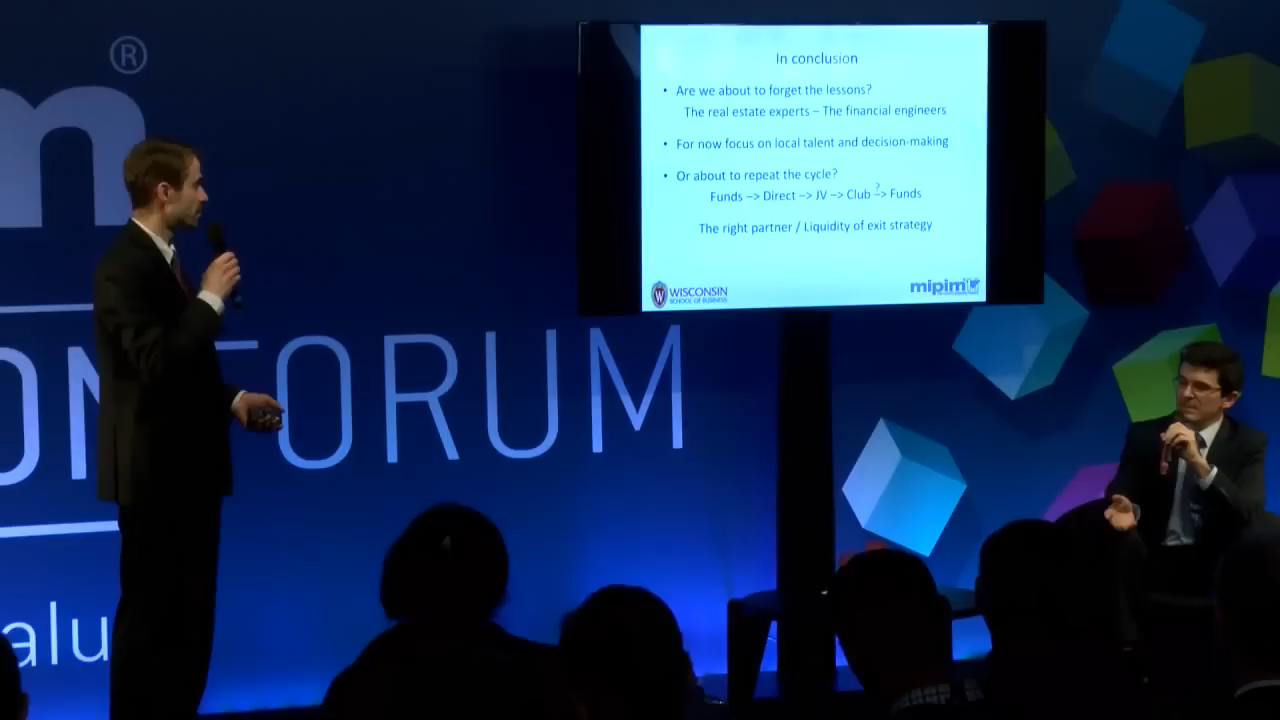 ®
m
ON FORUM
alu
In conclusion
• Are we about to forget the lessons?
The real estate experts – The financial engineers
• For now focus on local talent and decision-making
• Or about to repeat the cycle?
?
Funds –> Direct –> JV –> Club –> Funds
The right partner / Liquidity of exit strategy
W WISCONSIN
SCHOOL OF BUSINESS
mipim